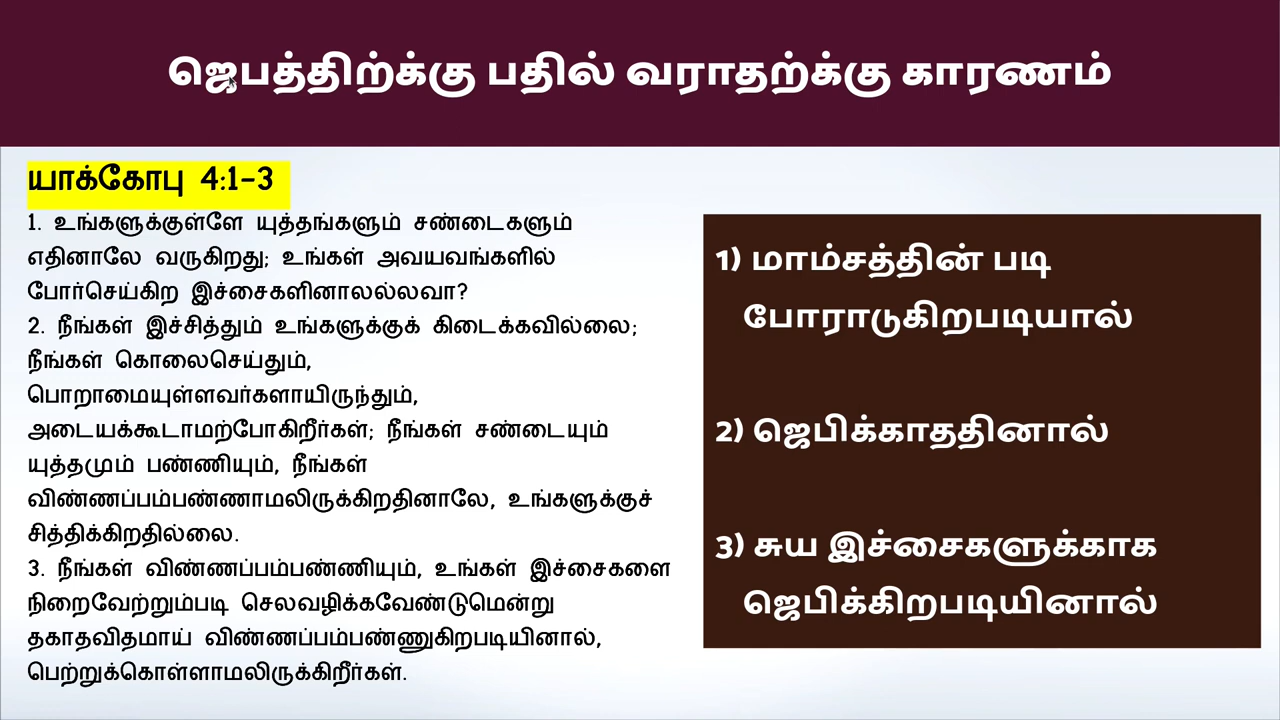 ஜெபத்திற்க்கு பதில் வராதற்க்கு காரணம்
யாக்கோபு 4:1-3
1. உங்களுக்குள்ளே யுத்தங்களும் சண்டைகளும்
எதினாலே வருகிறது; உங்கள் அவயவங்களில்
போர்செய்கிற இச்சைகளினாலல்லவா?
2. நீங்கள் இச்சித்தும் உங்களுக்குக் கிடைக்கவில்லை;
நீங்கள் கொலைசெய்தும்,
பொறாமையுள்ளவர்களாயிருந்தும்,
அடையக்கூடாமற்போகிறீர்கள்; நீங்கள் சண்டையும்
யுத்தமும் பண்ணியும், நீங்கள்
விண்ணப்பம்பண்ணாமலிருக்கிறதினாலே, உங்களுக்குச்
சித்திக்கிறதில்லை.
3. நீங்கள் விண்ணப்பம்பண்ணியும், உங்கள் இச்சைகளை
நிறைவேற்றும்படி செலவழிக்கவேண்டுமென்று
தகாதவிதமாய் விண்ணப்பம்பண்ணுகிறபடியினால்,
பெற்றுக்கொள்ளாமலிருக்கிறீர்கள்.
1) மாம்சத்தின் படி
போராடுகிறபடியால்
2) ஜெபிக்காததினால்
3) சுய இச்சைகளுக்காக
ஜெபிக்கிறபடியினால்